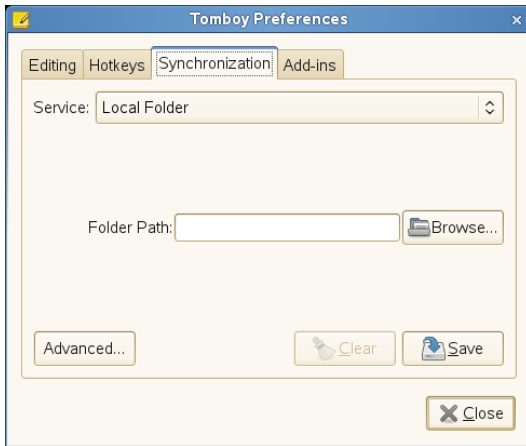 Tomboy Preferences
Editing Hotkeys Synchronization Add-ins
Service: Local Folder
Folder Path: Browse...
Advanced... Clear Save
Close